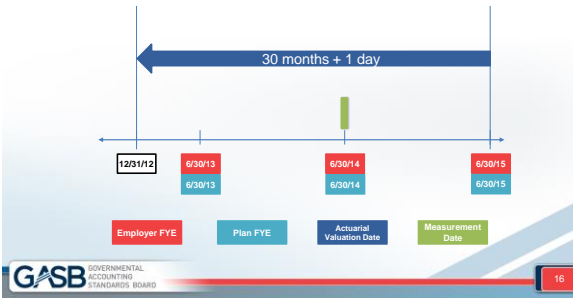 30 months + 1 day
12/31/12
6/30/13
6/30/14
6/30/15
6/30/13
6/30/14
6/30/15
Employer FYE
Plan FYE
Actuarial
Valuation Date
Measurement
Date
GASB
GOVERNMENTAL
ACCOUNTING
STANDARDS BOARD
16